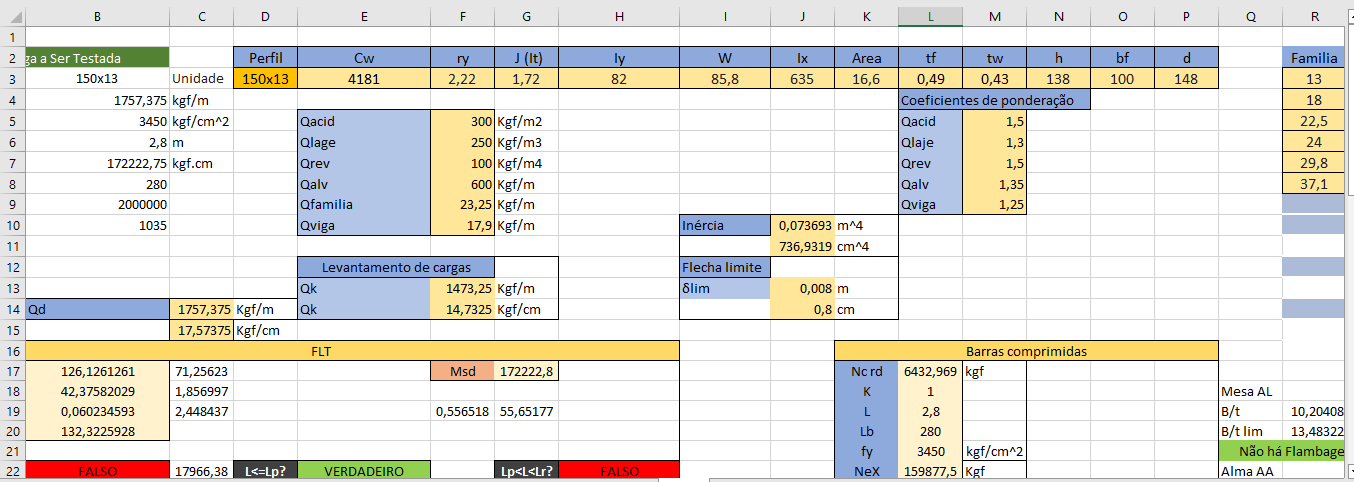 B C D E F G H I J K L M N O P Q R
1
2 ga a Ser Testada Perfil Cw ry J (It) Iy W Ix Area tf tw h bf d Familia
3 150x13 Unidade 150x13 4181 2,22 1,72 82 85,8 635 16,6 0,49 0,43 138 100 148 13
4 1757,375 kgf/m Coeficientes de ponderação 18
5 3450 kgf/cm^2 Qacid 300 Kgf/m2 Qacid 1,5 22,5
6 2,8 m Qlage 250 Kgf/m3 Qlaje 1,3 24
7 172222,75 kgf.cm Qrev 100 Kgf/m4 Qrev 1,5 29,8
8 280 Qalv 600 Kgf/m Qalv 1,35 37,1
9 2000000 Qfamilia 23,25 Kgf/m Qviga 1,25
10 1035 Qviga 17,9 Kgf/m Inércia 0,073693 m^4
11 736,9319 cm^4
12 Levantamento de cargas Flecha limite
13 Qk 1473,25 Kgf/m δlim 0,008 m
14 Qd 1757,375 Kgf/m Qk 14,7325 Kgf/cm 0,8 cm
15 17,57375 Kgf/cm
16 FLT Barras comprimidas
17 126,1261261 71,25623 Msd 172222,8 Nc rd 6432,969 kgf
18 42,37582029 1,856997 K 1 Mesa AL
19 0,060234593 2,448437 0,556518 55,65177 L 2,8 B/t 10,20408
20 132,3225928 Lb 280 B/t lim 13,48322
21 fy 3450 kgf/cm^2 Não há Flambage
22 FALSO 17966,38 L<=Lp? VERDADEIRO Lp<L<Lr? FALSO NeX 159877,5 Kgf Alma AA